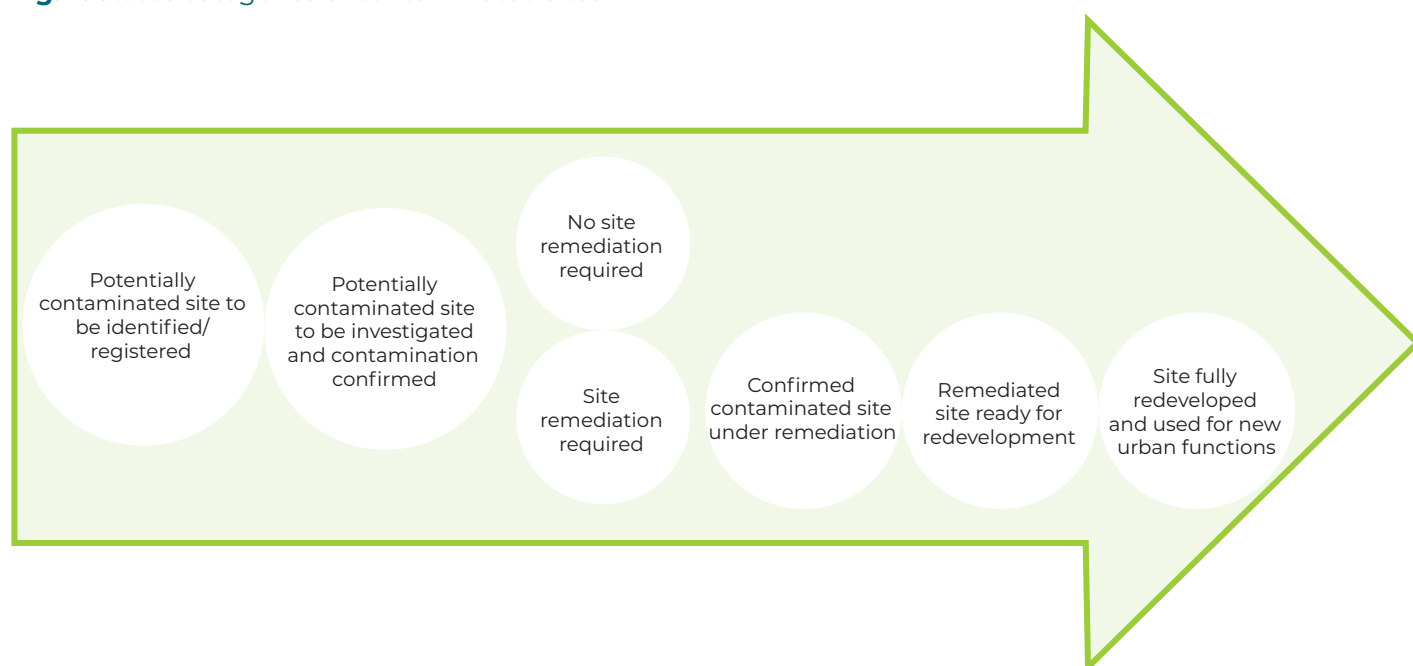 Potentially
contaminated site to
be identified/
registered
Potentially
contaminated site
to be investigated
and contamination
confirmed
No site
remediation
required
Site
remediation
required
Confirmed
contaminated site
under remediation
Remediated
site ready for
redevelopment
Site fully
redeveloped
and used for new
urban functions